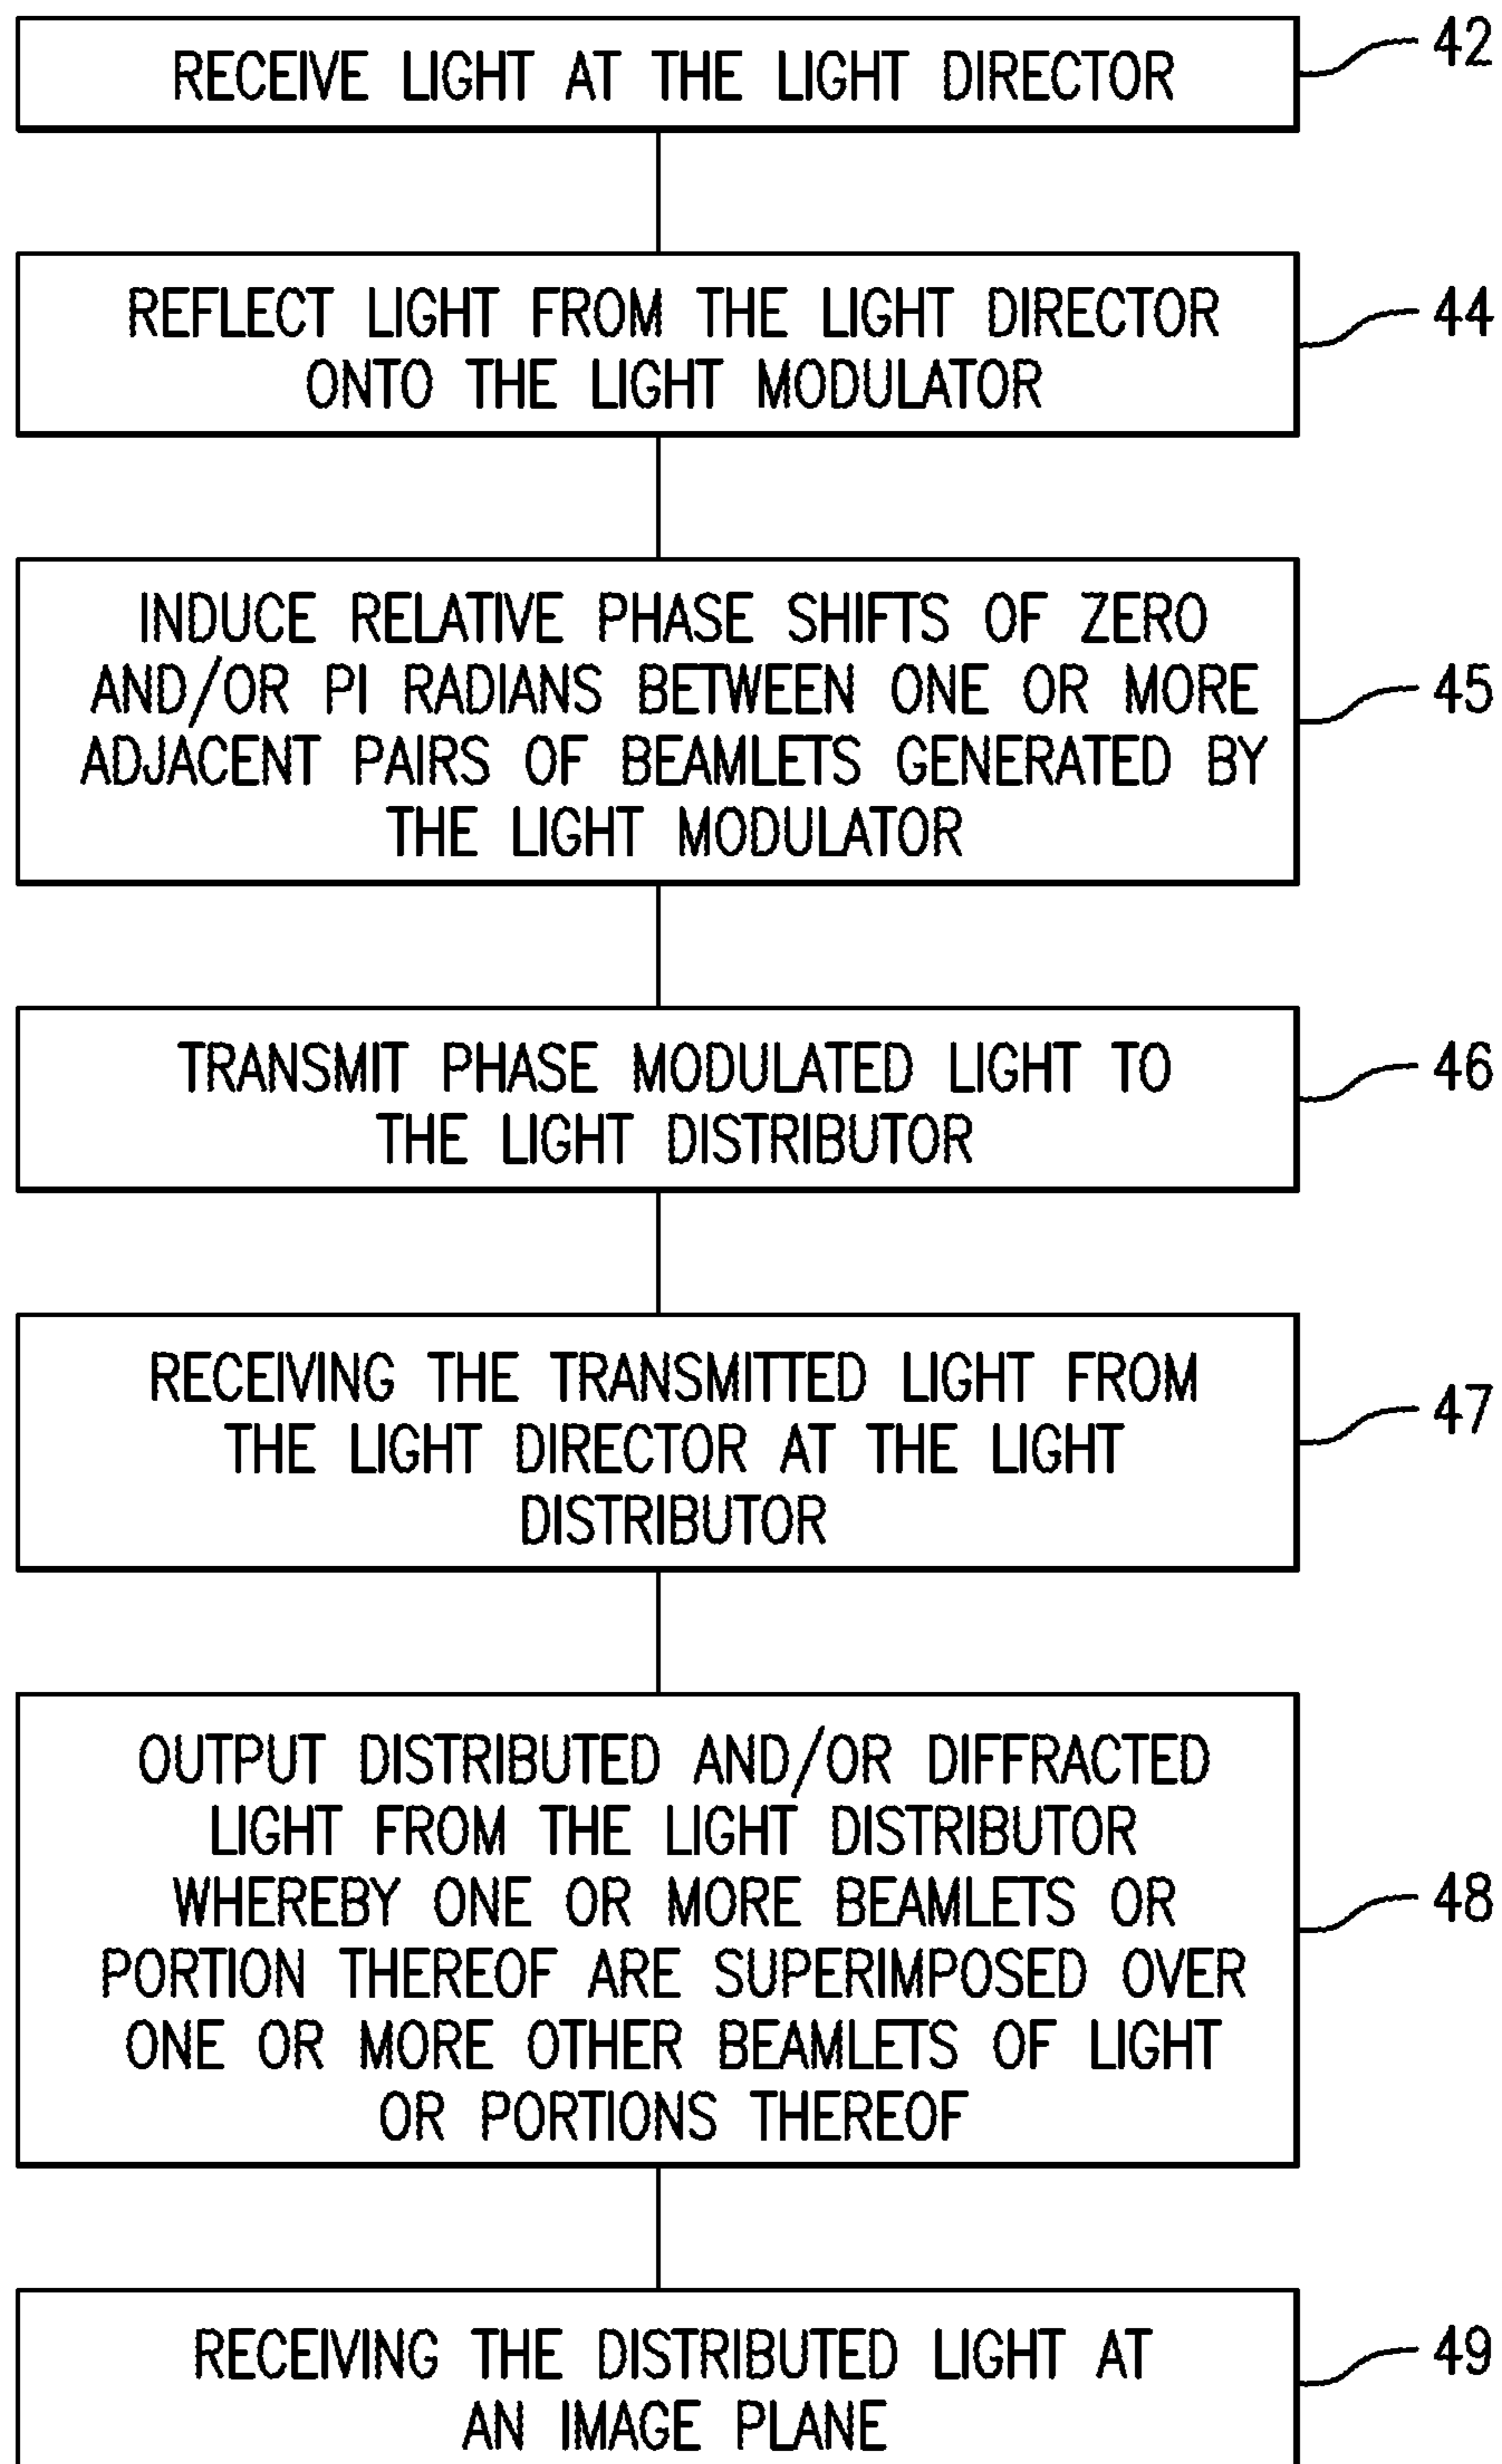 RECEIVE LIGHT AT THE LIGHT DIRECTOR
42
REFLECT LIGHT FROM THE LIGHT DIRECTOR
ONTO THE LIGHT MODULATOR
44
INDUCE RELATIVE PHASE SHIFTS OF ZERO
AND/OR PI RADIANS BETWEEN ONE OR MORE
ADJACENT PAIRS OF BEAMLETS GENERATED BY
THE LIGHT MODULATOR
45
TRANSMIT PHASE MODULATED LIGHT TO
THE LIGHT DISTRIBUTOR
46
RECEIVING THE TRANSMITTED LIGHT FROM
THE LIGHT DIRECTOR AT THE LIGHT
DISTRIBUTOR
47
OUTPUT DISTRIBUTED AND/OR DIFFRACTED
LIGHT FROM THE LIGHT DISTRIBUTOR
WHEREBY ONE OR MORE BEAMLETS OR
PORTION THEREOF ARE SUPERIMPOSED OVER
ONE OR MORE OTHER BEAMLETS OF LIGHT
OR PORTIONS THEREOF
48
RECEIVING THE DISTRIBUTED LIGHT AT
AN IMAGE PLANE
49